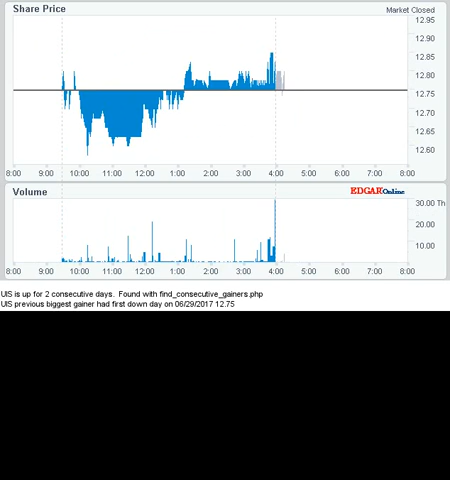 Share Price
Market Closed
12.95
12.90
12.85
12.80
12.75
12.70
12.65
12.60
8:00 9:00 10:00 11:00 12:00 1:00 2:00 3:00 4:00 5:00 6:00 7:00 8:00
Volume
EDGAROnline
30.00 Th
20.00
10.00
8:00 9:00 10:00 11:00 12:00 1:00 2:00 3:00 4:00 5:00 6:00 7:00 8:00
UIS is up for 2 consecutive days. Found with find_consecutive_gainers.php
UIS previous biggest gainer had first down day on 06/29/2017 12.75